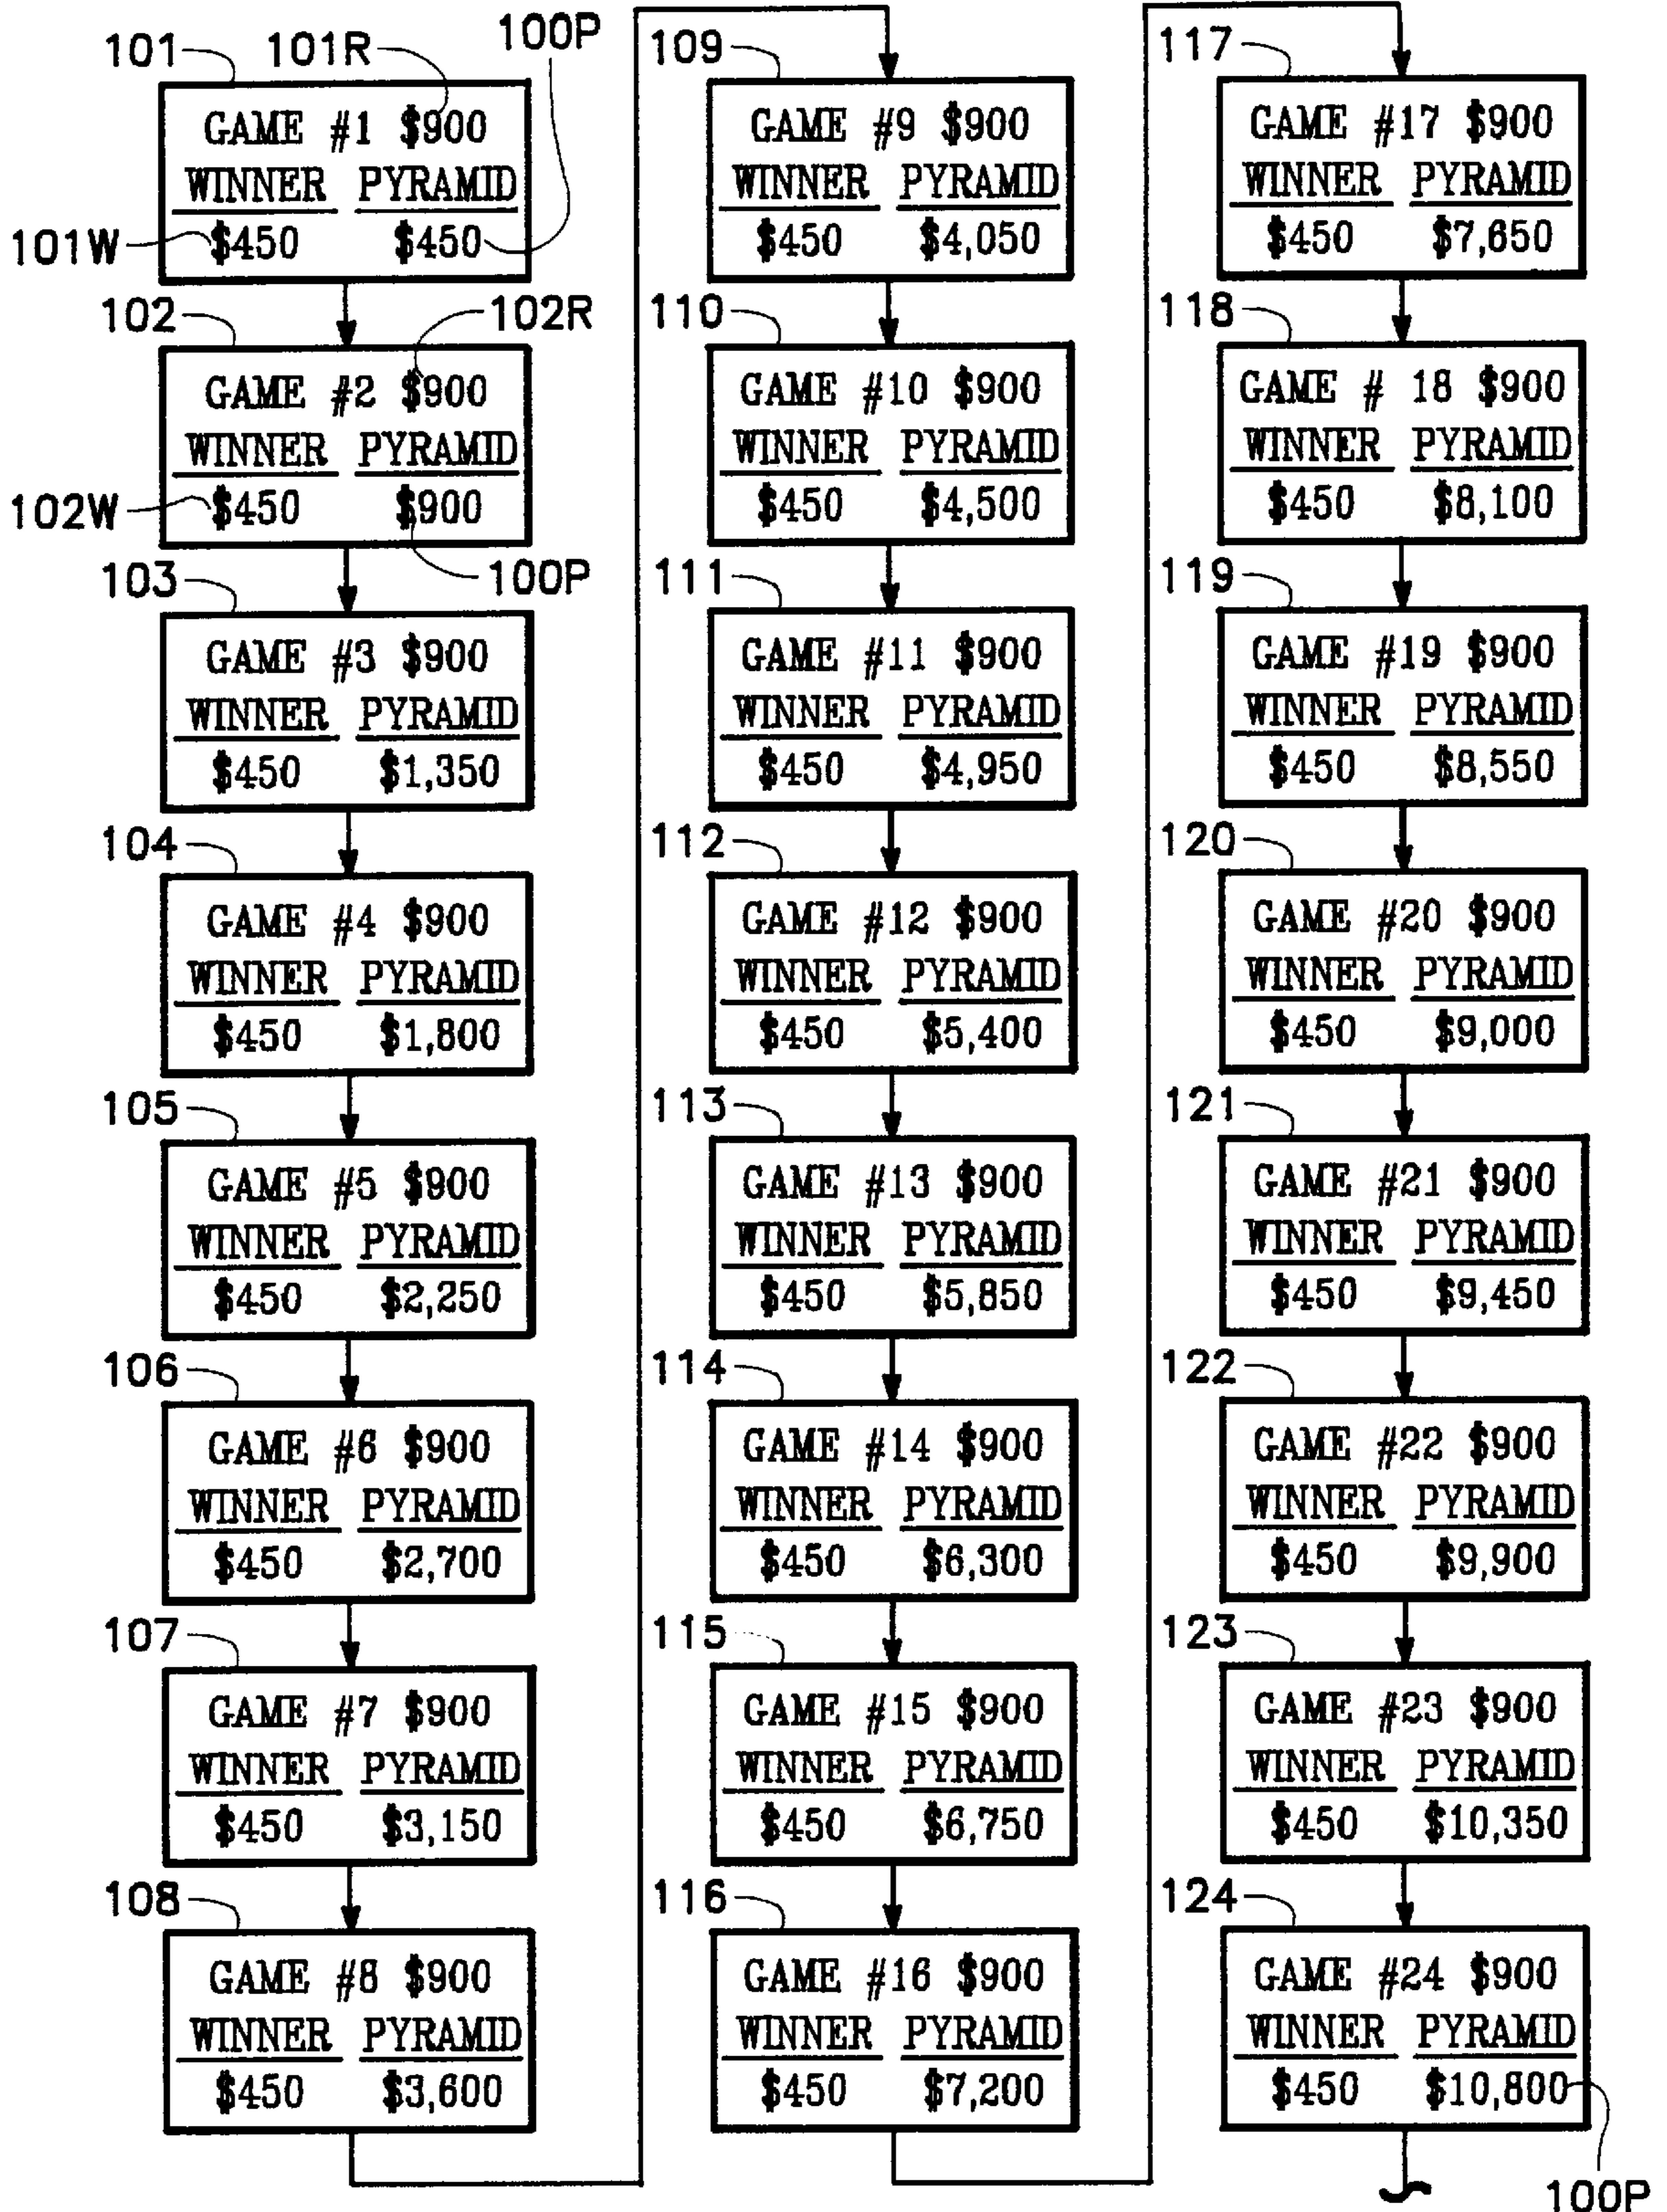 101 101R 100P
GAME #1 $900
WINNER PYRAMID
101W $450 $450
102 102R
GAME #2 $900
WINNER PYRAMID
102W $450 $900
103 100P
GAME #3 $900
WINNER PYRAMID
$450 $1,350
104
GAME #4 $900
WINNER PYRAMID
$450 $1,800
105
GAME #5 $900
WINNER PYRAMID
$450 $2,250
106
GAME #6 $900
WINNER PYRAMID
$450 $2,700
107
GAME #7 $900
WINNER PYRAMID
$450 $3,150
108
GAME #8 $900
WINNER PYRAMID
$450 $3,600
109
GAME #9 $900
WINNER PYRAMID
$450 $4,050
110
GAME #10 $900
WINNER PYRAMID
$450 $4,500
111
GAME #11 $900
WINNER PYRAMID
$450 $4,950
112
GAME #12 $900
WINNER PYRAMID
$450 $5,400
113
GAME #13 $900
WINNER PYRAMID
$450 $5,850
114
GAME #14 $900
WINNER PYRAMID
$450 $6,300
115
GAME #15 $900
WINNER PYRAMID
$450 $6,750
116
GAME #16 $900
WINNER PYRAMID
$450 $7,200
117
GAME #17 $900
WINNER PYRAMID
$450 $7,650
118
GAME # 18 $900
WINNER PYRAMID
$450 $8,100
119
GAME #19 $900
WINNER PYRAMID
$450 $8,550
120
GAME #20 $900
WINNER PYRAMID
$450 $9,000
121
GAME #21 $900
WINNER PYRAMID
$450 $9,450
122
GAME #22 $900
WINNER PYRAMID
$450 $9,900
123
GAME #23 $900
WINNER PYRAMID
$450 $10,350
124
GAME #24 $900
WINNER PYRAMID
$450 $10,800
100P